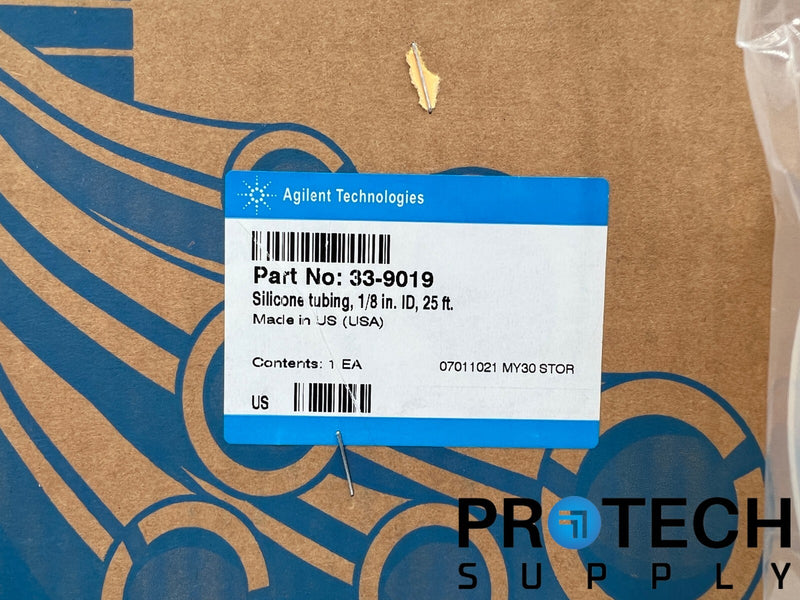 Agilent Technologies
Part No: 33-9019
Silicone tubing, 1/8 in. ID, 25 ft.
Made in US (USA)
Contents: 1 EA
07011021 MY30 STOR
US
PROTECH
SUPPLY